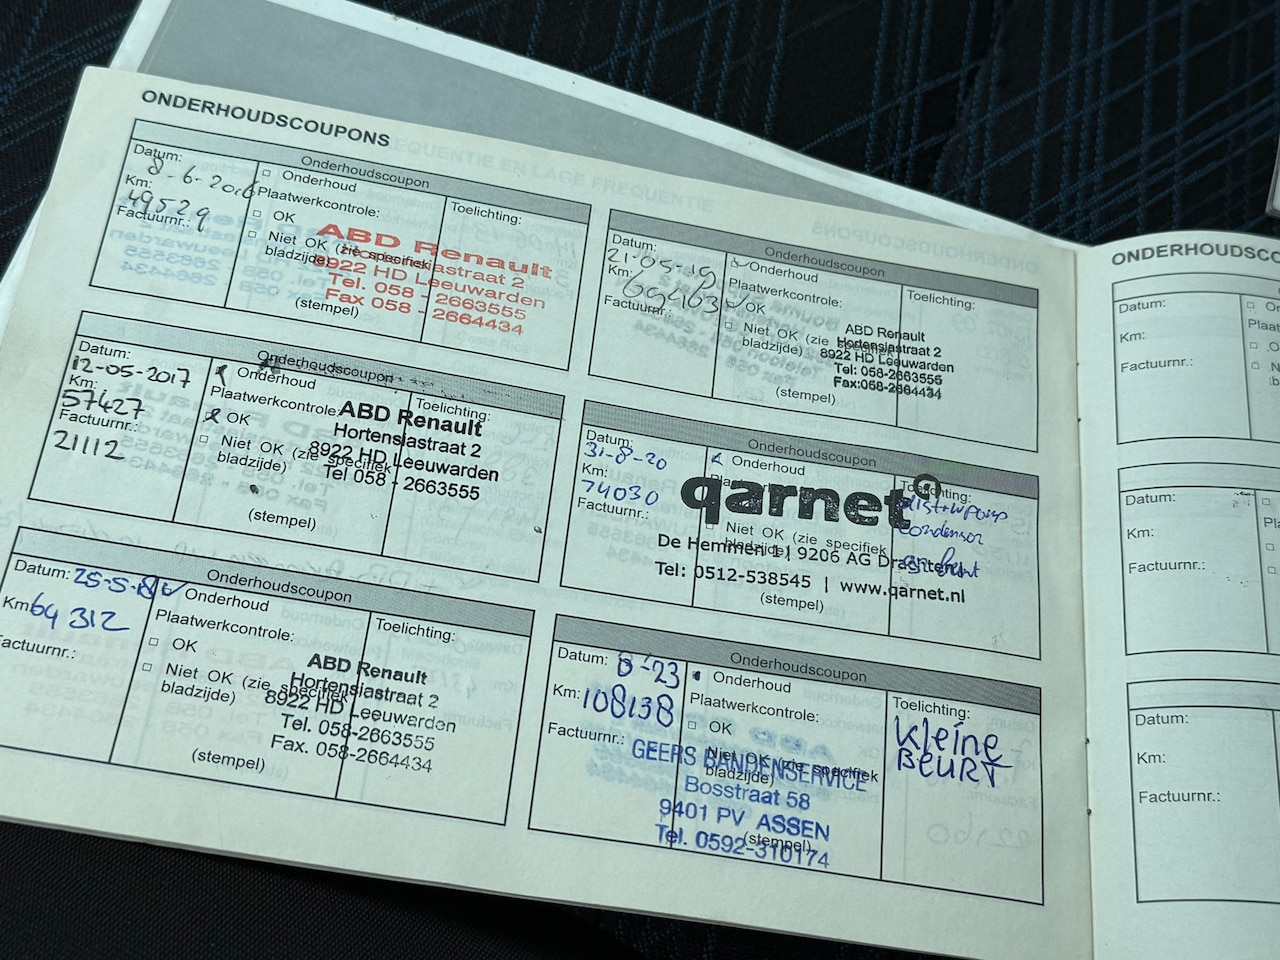 ONDERHOUDSCOUPONS
Onderhoudscoupon
Datum: 8-6-2016
Km: 49529
Factuurnr.:
Onderhoud
Plaatwerkcontrole:
OK
Niet OK (zie specifiek
bladzijde)
(stempel)
Toelichting:
ABD Renault
Hortensiastraat 2
8922 HD Leeuwarden
Tel. 058 - 2663555
Fax 058 - 2664434
Onderhoudscoupon
Datum:
12-05-2017
Km:
57427
Factuurnr.:
21112
Onderhoud
Plaatwerkcontrole:
OK
Niet OK (zie specifiek
bladzijde)
(stempel)
Toelichting:
ABD Renault
Hortensiastraat 2
8922 HD Leeuwarden
Tel 058 - 2663555
Onderhoudscoupon
Datum: 25-5-18
Km: 64312
Factuurnr.:
Onderhoud
Plaatwerkcontrole:
OK
Niet OK (zie specifiek
bladzijde)
(stempel)
Toelichting:
ABD Renault
Hortensiastraat 2
8922 HD Leeuwarden
Tel. 058-2663555
Fax. 058-2664434
Onderhoudscoupon
Datum:
21-05-19
Km:
69463
Factuurnr.:
Onderhoud
Plaatwerkcontrole:
OK
Niet OK (zie specifiek
bladzijde)
(stempel)
Toelichting:
ABD Renault
Hortensiastraat 2
8922 HD Leeuwarden
Tel: 058-2663555
Fax:058-2664434
Onderhoudscoupon
Datum:
31-8-20
Km:
74030
Factuurnr.:
Onderhoud
Niet OK (zie specifiek
bladzijde)
(stempel)
Toelichting:
condensor
qarnet
De Hemmen 1 | 9206 AG Drachten
Tel: 0512-538545 | www.qarnet.nl
Onderhoudscoupon
Datum: 8-'23
Km: 108138
Factuurnr.:
Onderhoud
Plaatwerkcontrole:
OK
Niet OK (zie specifiek
bladzijde)
(stempel)
Toelichting:
Kleine
BEURT
GEERS BANDENSERVICE
Bosstraat 58
9401 PV ASSEN
Tel. 0592-310174
ONDERHOUDSCO
Datum:
Km:
Factuurnr.:
Datum:
Km:
Factuurnr.:
Datum:
Km:
Factuurnr.: